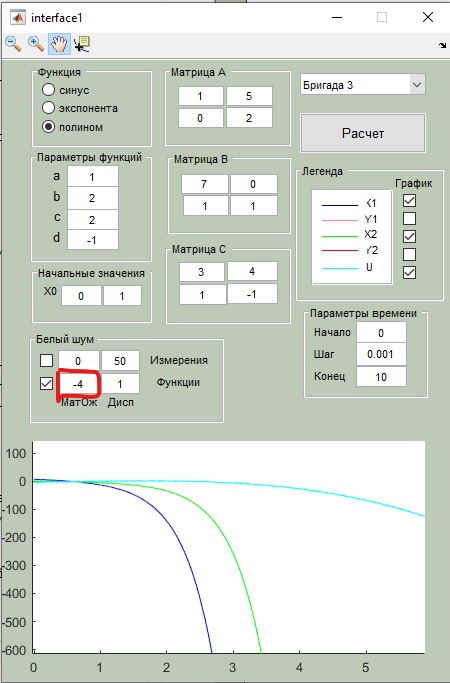 interface1
Функция
синус
экспонента
полином
Матрица А
1 5
0 2
Бригада 3
Расчет
Параметры функций
a 1
b 2
c 2
d -1
Матрица В
7 0
1 1
Легенда
График
X1
Y1
X2
Y2
U
Матрица С
3 4
1 -1
Начальные значения
X0 0 1
Параметры времени
Начало 0
Шаг 0.001
Конец 10
Белый шум
0 50 Измерения
-4 1 Функции
МатОж Дисп
100
0
-100
-200
-300
-400
-500
-600
0 1 2 3 4 5